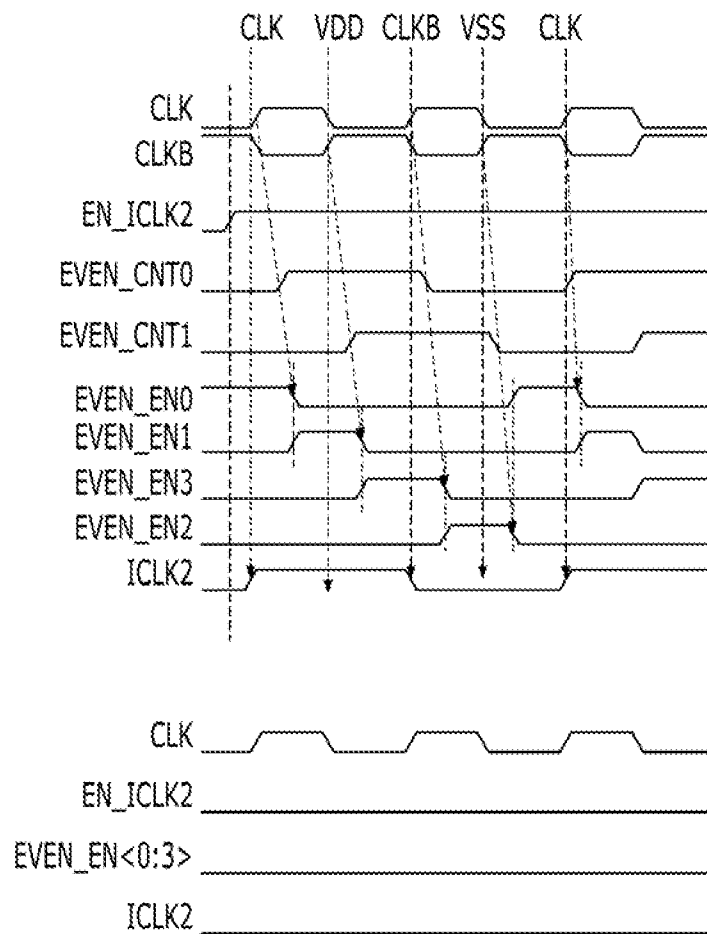 CLK VDD CLKB VSS CLK
CLK
CLKB
EN_ICLK2
EVEN_CNT0
EVEN_CNT1
EVEN_EN0
EVEN_EN1
EVEN_EN3
EVEN_EN2
ICLK2
CLK
EN_ICLK2
EVEN_EN<0:3>
ICLK2